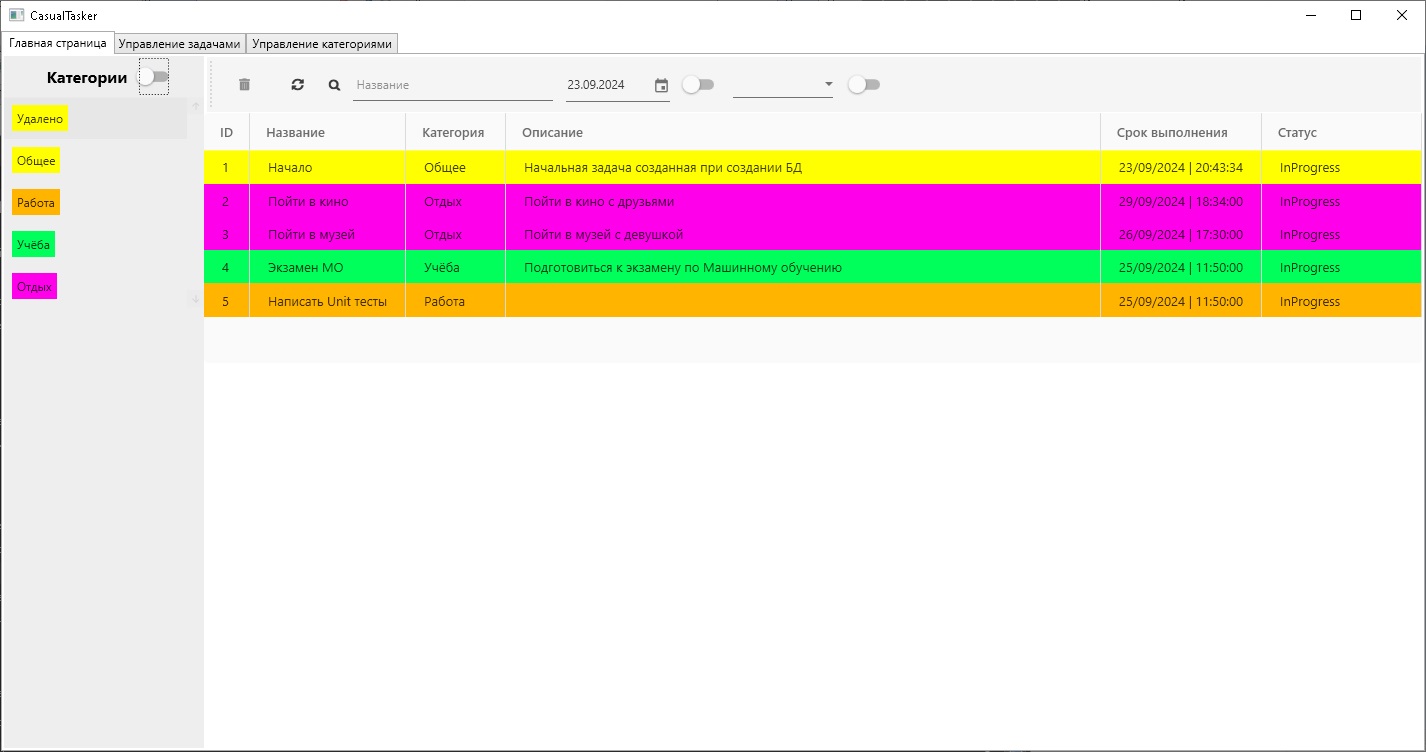 CasualTasker
Главная страница Управление задачами Управление категориями
Категории
Название 23.09.2024
Удалено
Общее
Работа
Учёба
Отдых
ID Название Категория Описание Срок выполнения Статус
1 Начало Общее Начальная задача созданная при создании БД 23/09/2024 | 20:43:34 InProgress
2 Пойти в кино Отдых Пойти в кино с друзьями 29/09/2024 | 18:34:00 InProgress
3 Пойти в музей Отдых Пойти в музей с девушкой 26/09/2024 | 17:30:00 InProgress
4 Экзамен МО Учёба Подготовиться к экзамену по Машинному обучению 25/09/2024 | 11:50:00 InProgress
5 Написать Unit тесты Работа 25/09/2024 | 11:50:00 InProgress